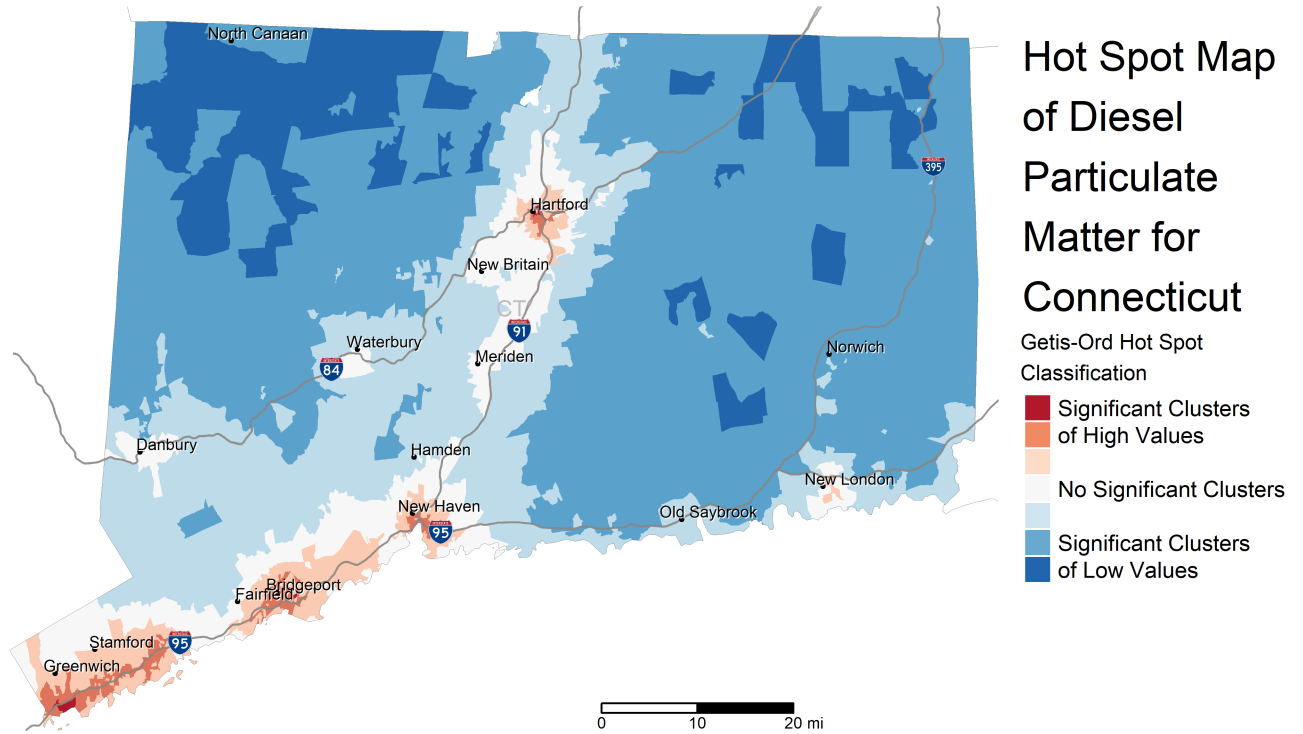 Hot Spot Map
of Diesel
Particulate
Matter for
Connecticut
Getis-Ord Hot Spot
Classification
Significant Clusters
of High Values
No Significant Clusters
Significant Clusters
of Low Values
North Canaan
395
Hartford
New Britain
CT
91
Waterbury
84
Meriden
Norwich
Danbury
Hamden
New London
New Haven
95
Old Saybrook
Bridgeport
Fairfield
Stamford
95
Greenwich
0 10 20 mi